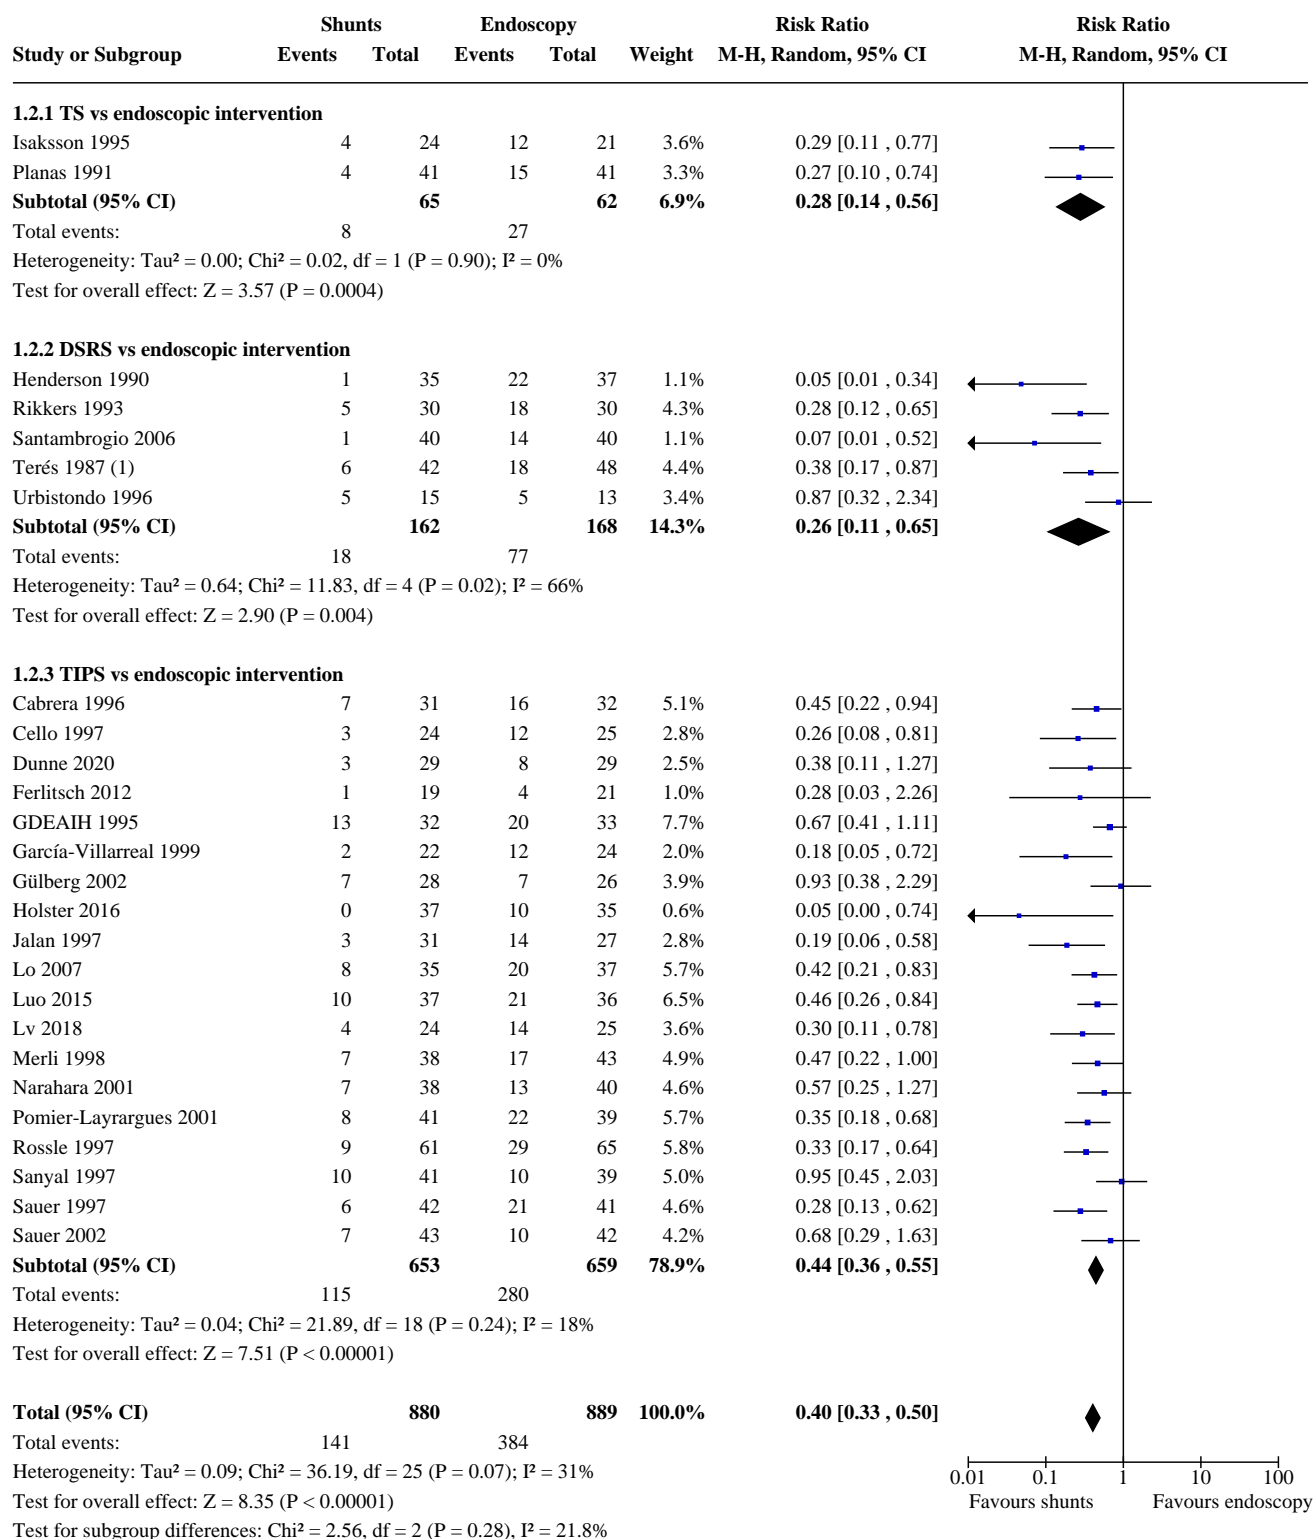 Shunts Endoscopy Risk Ratio Risk Ratio
Study or Subgroup Events Total Events Total Weight M-H, Random, 95% CI M-H, Random, 95% CI
1.2.1 TS vs endoscopic intervention
Isaksson 1995 4 24 12 21 3.6% 0.29 [0.11 , 0.77]
Planas 1991 4 41 15 41 3.3% 0.27 [0.10 , 0.74]
Subtotal (95% CI) 65 62 6.9% 0.28 [0.14 , 0.56]
Total events: 8 27
Heterogeneity: Tau² = 0.00; Chi² = 0.02, df = 1 (P = 0.90); I² = 0%
Test for overall effect: Z = 3.57 (P = 0.0004)
1.2.2 DSRS vs endoscopic intervention
Henderson 1990 1 35 22 37 1.1% 0.05 [0.01 , 0.34]
Rikkers 1993 5 30 18 30 4.3% 0.28 [0.12 , 0.65]
Santambrogio 2006 1 40 14 40 1.1% 0.07 [0.01 , 0.52]
Terés 1987 (1) 6 42 18 48 4.4% 0.38 [0.17 , 0.87]
Urbistondo 1996 5 15 5 13 3.4% 0.87 [0.32 , 2.34]
Subtotal (95% CI) 162 168 14.3% 0.26 [0.11 , 0.65]
Total events: 18 77
Heterogeneity: Tau² = 0.64; Chi² = 11.83, df = 4 (P = 0.02); I² = 66%
Test for overall effect: Z = 2.90 (P = 0.004)
1.2.3 TIPS vs endoscopic intervention
Cabrera 1996 7 31 16 32 5.1% 0.45 [0.22 , 0.94]
Cello 1997 3 24 12 25 2.8% 0.26 [0.08 , 0.81]
Dunne 2020 3 29 8 29 2.5% 0.38 [0.11 , 1.27]
Ferlitsch 2012 1 19 4 21 1.0% 0.28 [0.03 , 2.26]
GDEAIH 1995 13 32 20 33 7.7% 0.67 [0.41 , 1.11]
García-Villarreal 1999 2 22 12 24 2.0% 0.18 [0.05 , 0.72]
Gülberg 2002 7 28 7 26 3.9% 0.93 [0.38 , 2.29]
Holster 2016 0 37 10 35 0.6% 0.05 [0.00 , 0.74]
Jalan 1997 3 31 14 27 2.8% 0.19 [0.06 , 0.58]
Lo 2007 8 35 20 37 5.7% 0.42 [0.21 , 0.83]
Luo 2015 10 37 21 36 6.5% 0.46 [0.26 , 0.84]
Lv 2018 4 24 14 25 3.6% 0.30 [0.11 , 0.78]
Merli 1998 7 38 17 43 4.9% 0.47 [0.22 , 1.00]
Narahara 2001 7 38 13 40 4.6% 0.57 [0.25 , 1.27]
Pomier-Layrargues 2001 8 41 22 39 5.7% 0.35 [0.18 , 0.68]
Rossle 1997 9 61 29 65 5.8% 0.33 [0.17 , 0.64]
Sanyal 1997 10 41 10 39 5.0% 0.95 [0.45 , 2.03]
Sauer 1997 6 42 21 41 4.6% 0.28 [0.13 , 0.62]
Sauer 2002 7 43 10 42 4.2% 0.68 [0.29 , 1.63]
Subtotal (95% CI) 653 659 78.9% 0.44 [0.36 , 0.55]
Total events: 115 280
Heterogeneity: Tau² = 0.04; Chi² = 21.89, df = 18 (P = 0.24); I² = 18%
Test for overall effect: Z = 7.51 (P < 0.00001)
Total (95% CI) 880 889 100.0% 0.40 [0.33 , 0.50]
Total events: 141 384
Heterogeneity: Tau² = 0.09; Chi² = 36.19, df = 25 (P = 0.07); I² = 31%
0.01 0.1 1 10 100
Test for overall effect: Z = 8.35 (P < 0.00001) Favours shunts Favours endoscopy
Test for subgroup differences: Chi² = 2.56, df = 2 (P = 0.28), I² = 21.8%